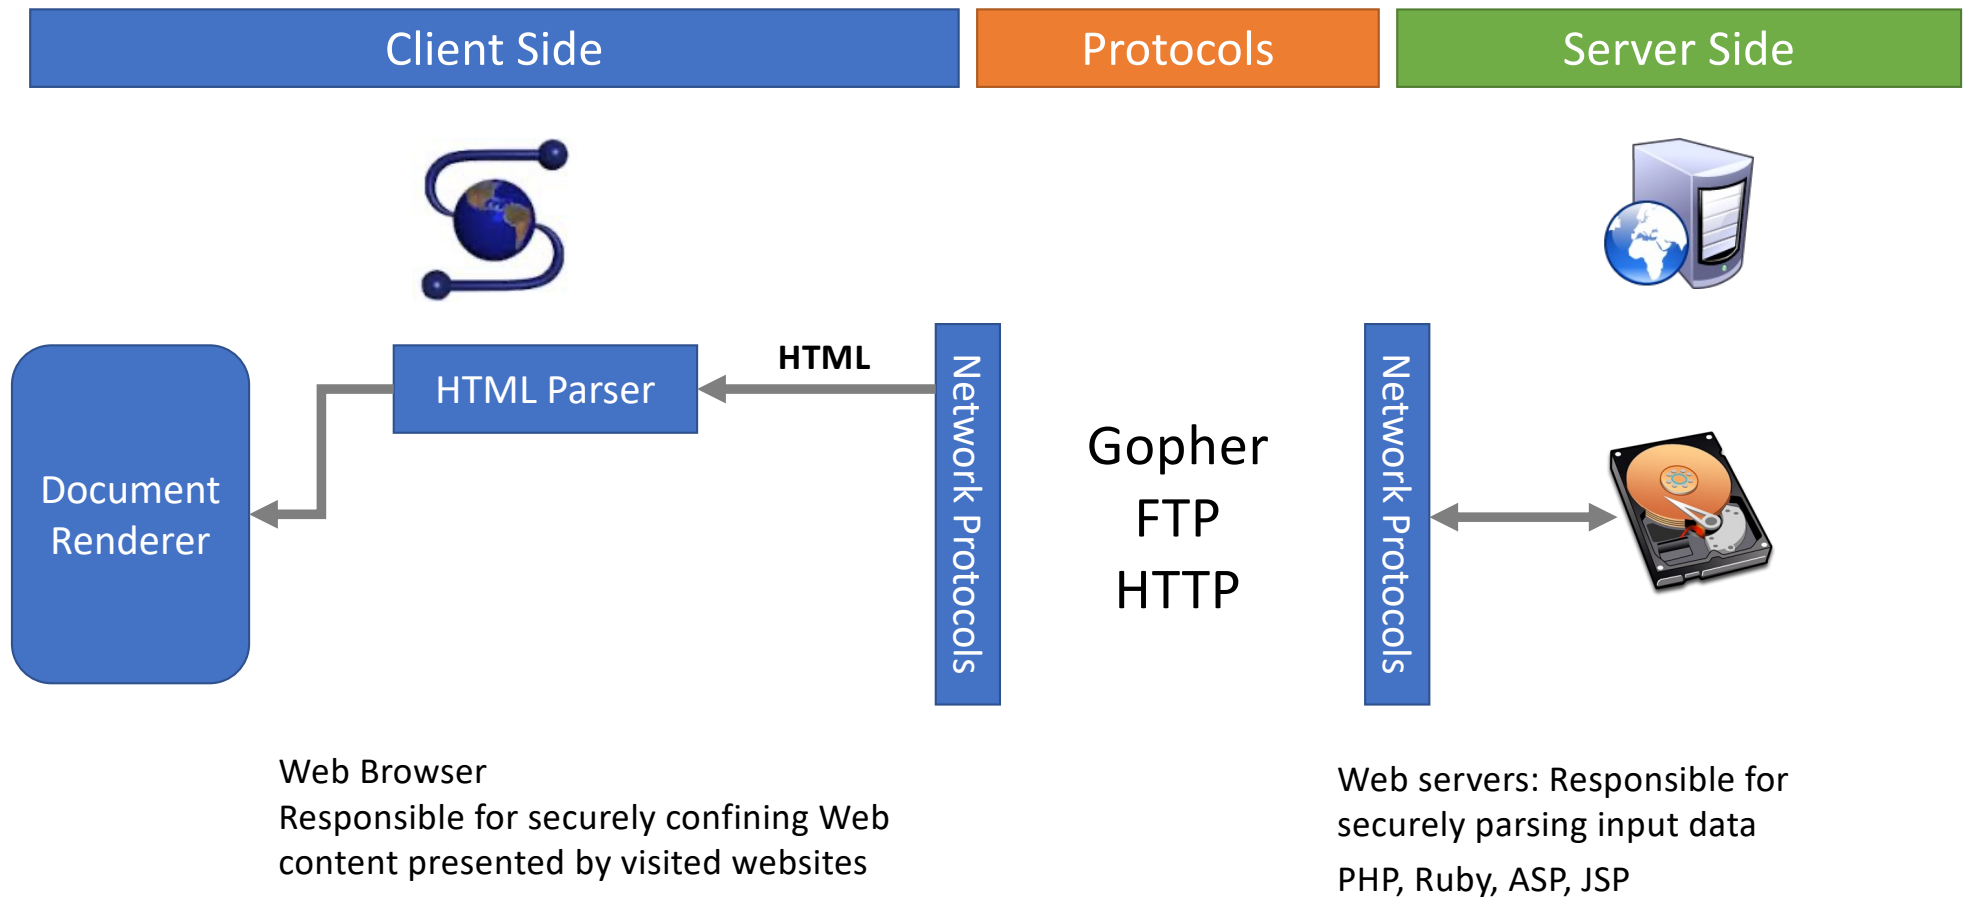 Client Side
Protocols
Server Side
HTML
HTML Parser
Document
Renderer
Network Protocols
Gopher
FTP
HTTP
Network Protocols
Web Browser
Responsible for securely confining Web
content presented by visited websites
Web servers: Responsible for
securely parsing input data
PHP, Ruby, ASP, JSP